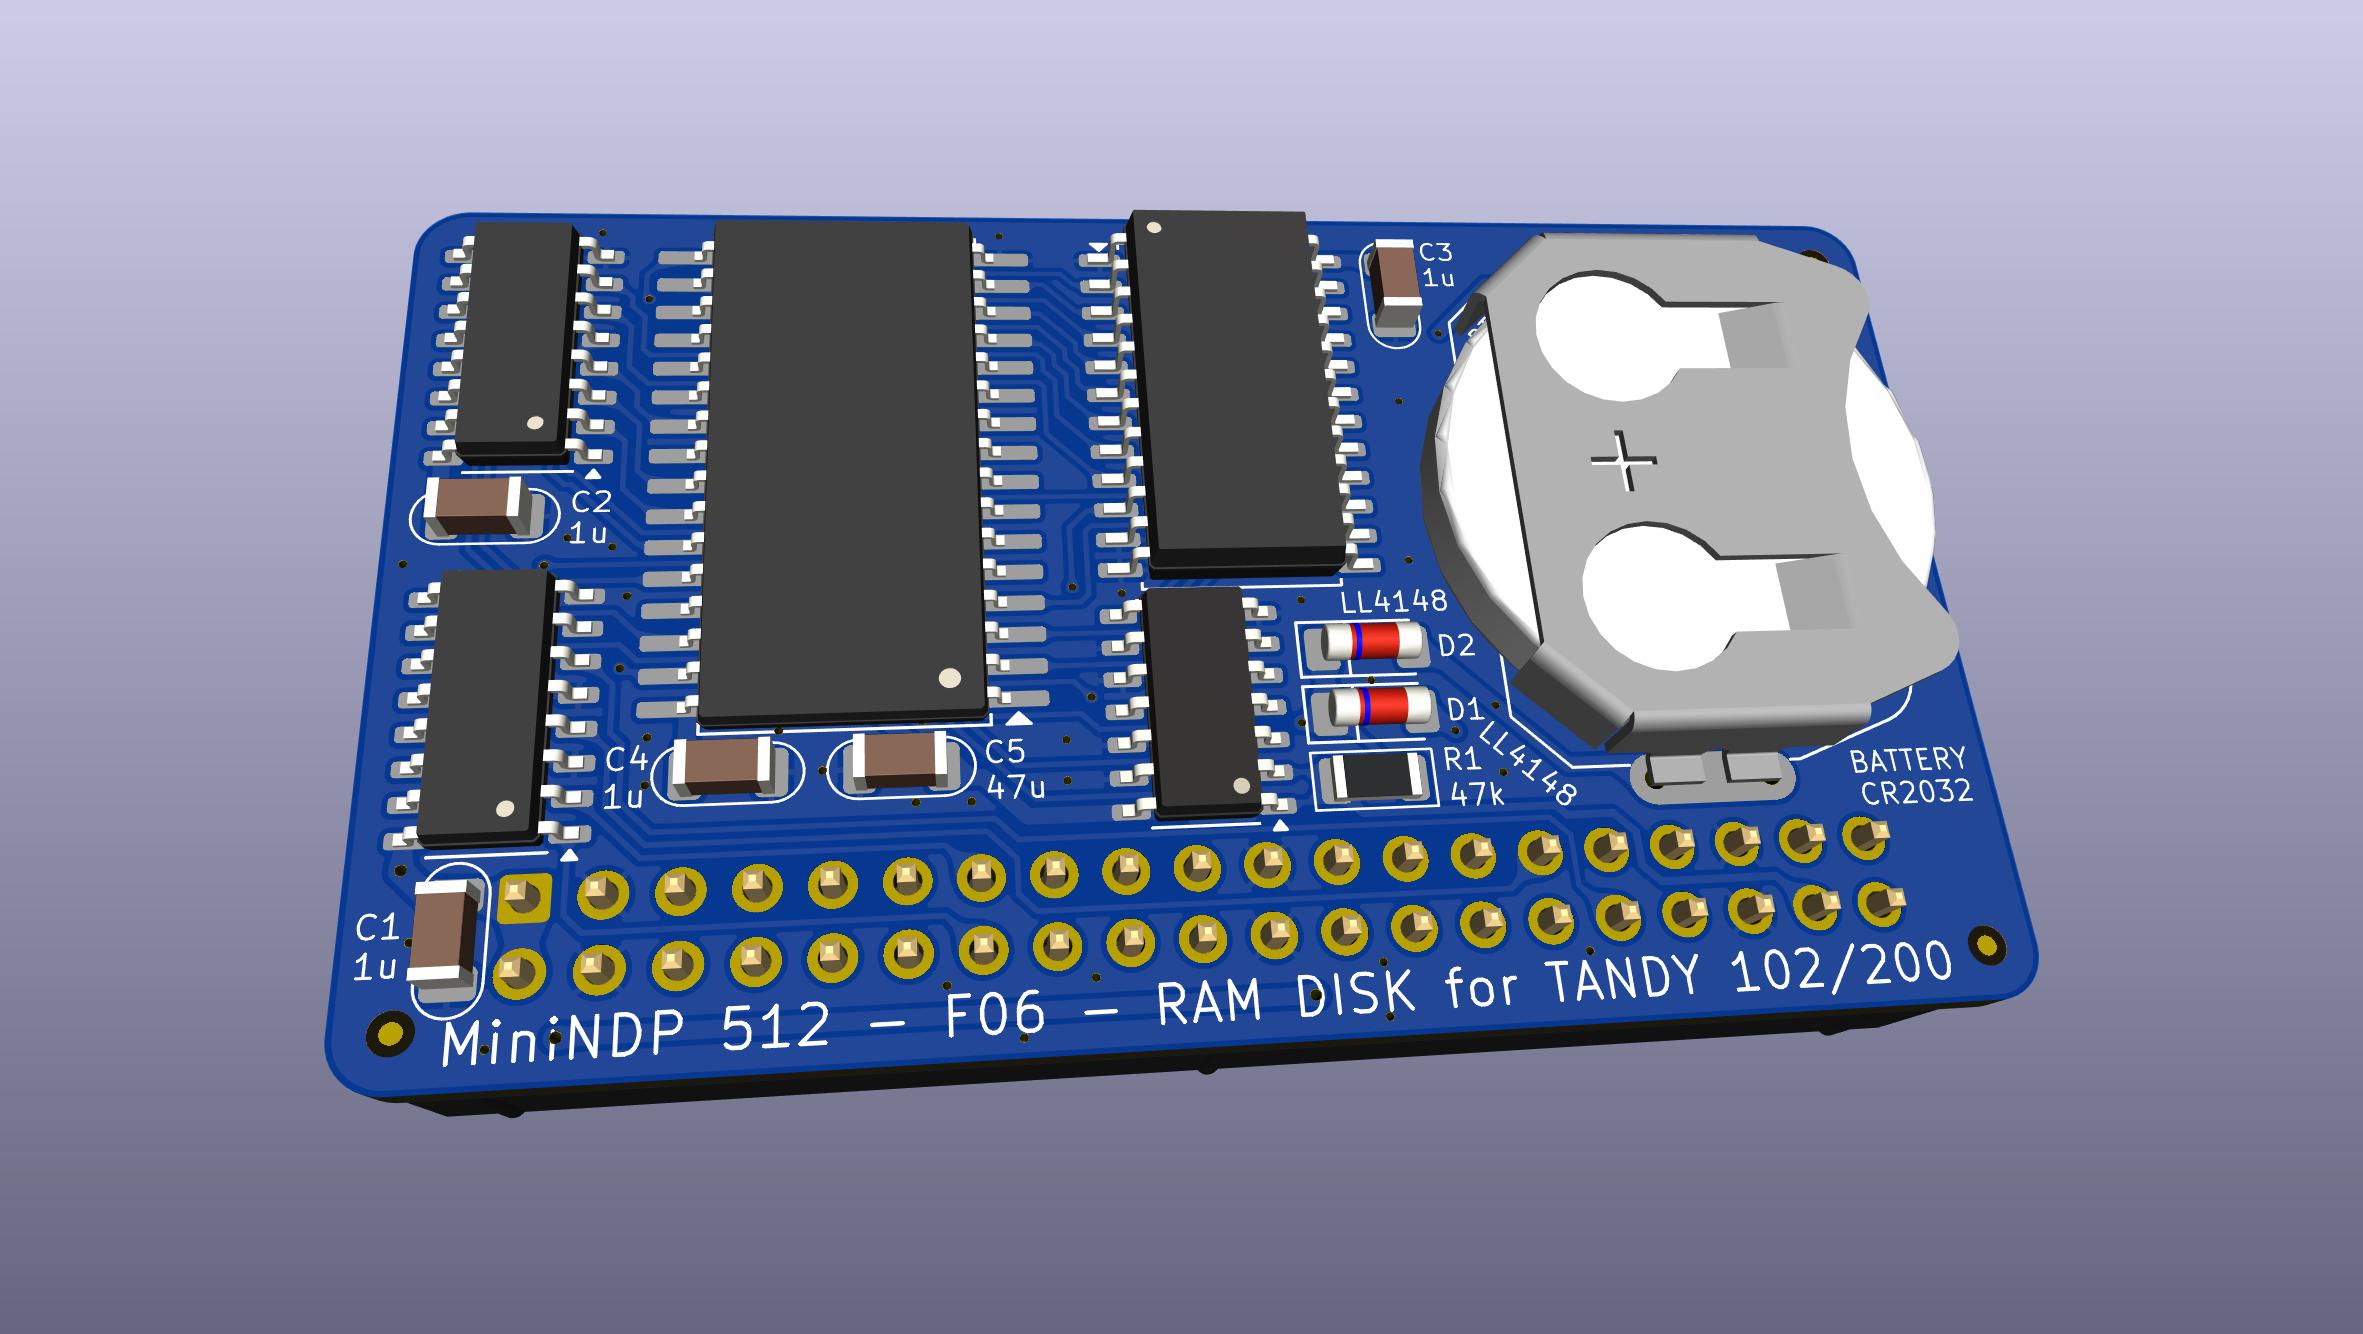 C3
1u
C2
1u
LL4148
D2
D1
LL4148
C4
1u
C5
47u
R1
47k
BATTERY
CR2032
C1
1u
MiniNDP 512 - F06 - RAM DISK for TANDY 102/200